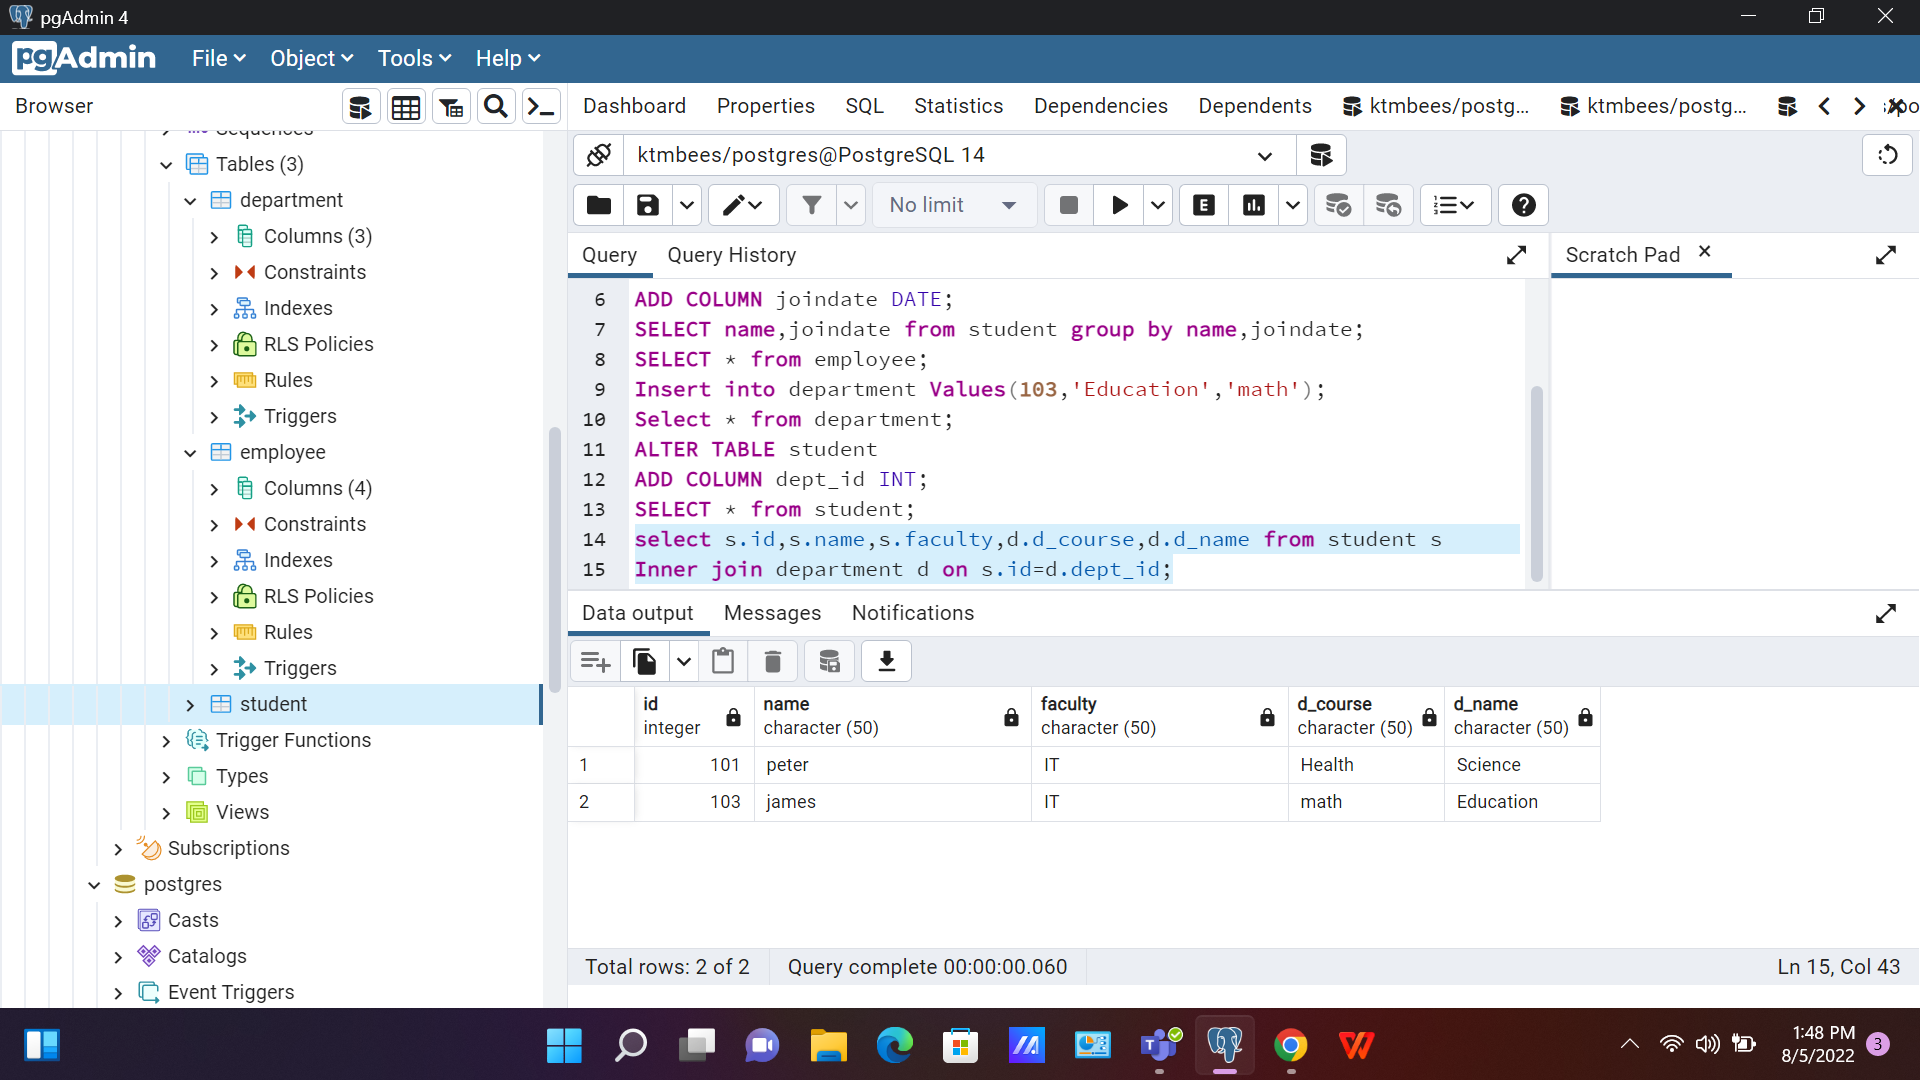 pgAdmin 4
pgAdmin File Object Tools Help
Browser
Dashboard Properties SQL Statistics Dependencies Dependents ktmbees/postg... ktmbees/postg...
Sequences
Tables (3)
department
Columns (3)
Constraints
Indexes
RLS Policies
Rules
Triggers
employee
Columns (4)
Constraints
Indexes
RLS Policies
Rules
Triggers
student
Trigger Functions
Types
Views
Subscriptions
postgres
Casts
Catalogs
Event Triggers
ktmbees/postgres@PostgreSQL 14
No limit
E
Query Query History
Scratch Pad
6 ADD COLUMN joindate DATE;
7 SELECT name,joindate from student group by name,joindate;
8 SELECT * from employee;
9 Insert into department Values(103,'Education','math');
10 Select * from department;
11 ALTER TABLE student
12 ADD COLUMN dept_id INT;
13 SELECT * from student;
14 select s.id,s.name,s.faculty,d.d_course,d.d_name from student s
15 Inner join department d on s.id=d.dept_id;
Data output Messages Notifications
id name faculty d_course d_name
integer character (50) character (50) character (50) character (50)
1 101 peter IT Health Science
2 103 james IT math Education
Total rows: 2 of 2 Query complete 00:00:00.060 Ln 15, Col 43
1:48 PM
8/5/2022 3